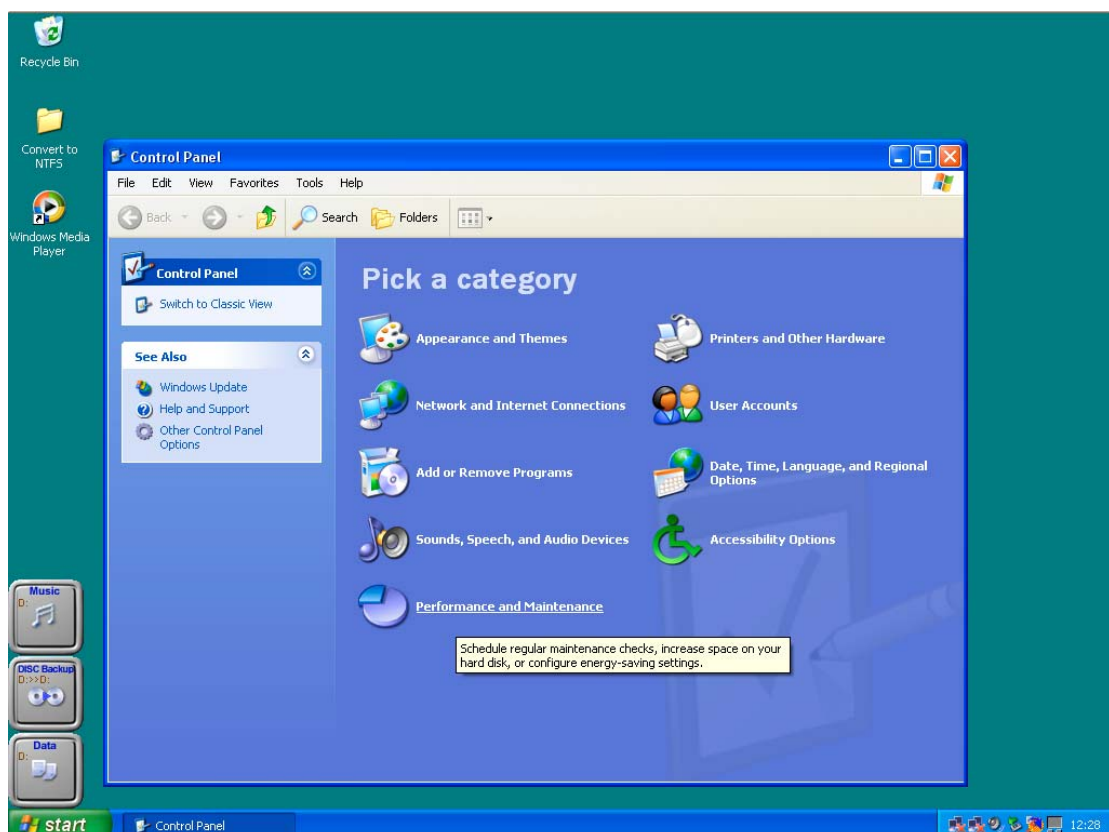 Recycle Bin
Convert to
NTFS
Windows Media
Player
Control Panel
File Edit View Favorites Tools Help
Back Search Folders
Control Panel
Switch to Classic View
See Also
Windows Update
Help and Support
Other Control Panel
Options
Pick a category
Appearance and Themes
Printers and Other Hardware
Network and Internet Connections
User Accounts
Add or Remove Programs
Date, Time, Language, and Regional
Options
Sounds, Speech, and Audio Devices
Accessibility Options
Performance and Maintenance
Schedule regular maintenance checks, increase space on your
hard disk, or configure energy-saving settings.
Music
D:
DISC Backup
D:>>D:
Data
D:
start
Control Panel
12:28